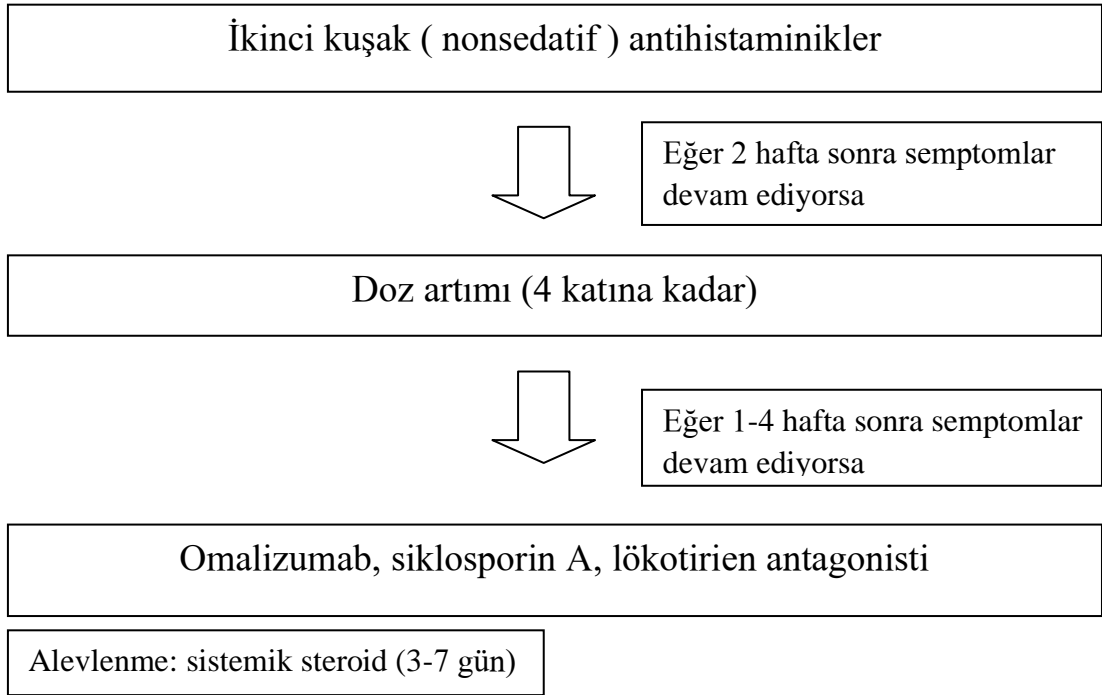 İkinci kuşak ( nonsedatif ) antihistaminikler
Eğer 2 hafta sonra semptomlar
devam ediyorsa
Doz artımı (4 katına kadar)
Eğer 1-4 hafta sonra semptomlar
devam ediyorsa
Omalizumab, siklosporin A, lökotirien antagonisti
Alevlenme: sistemik steroid (3-7 gün)